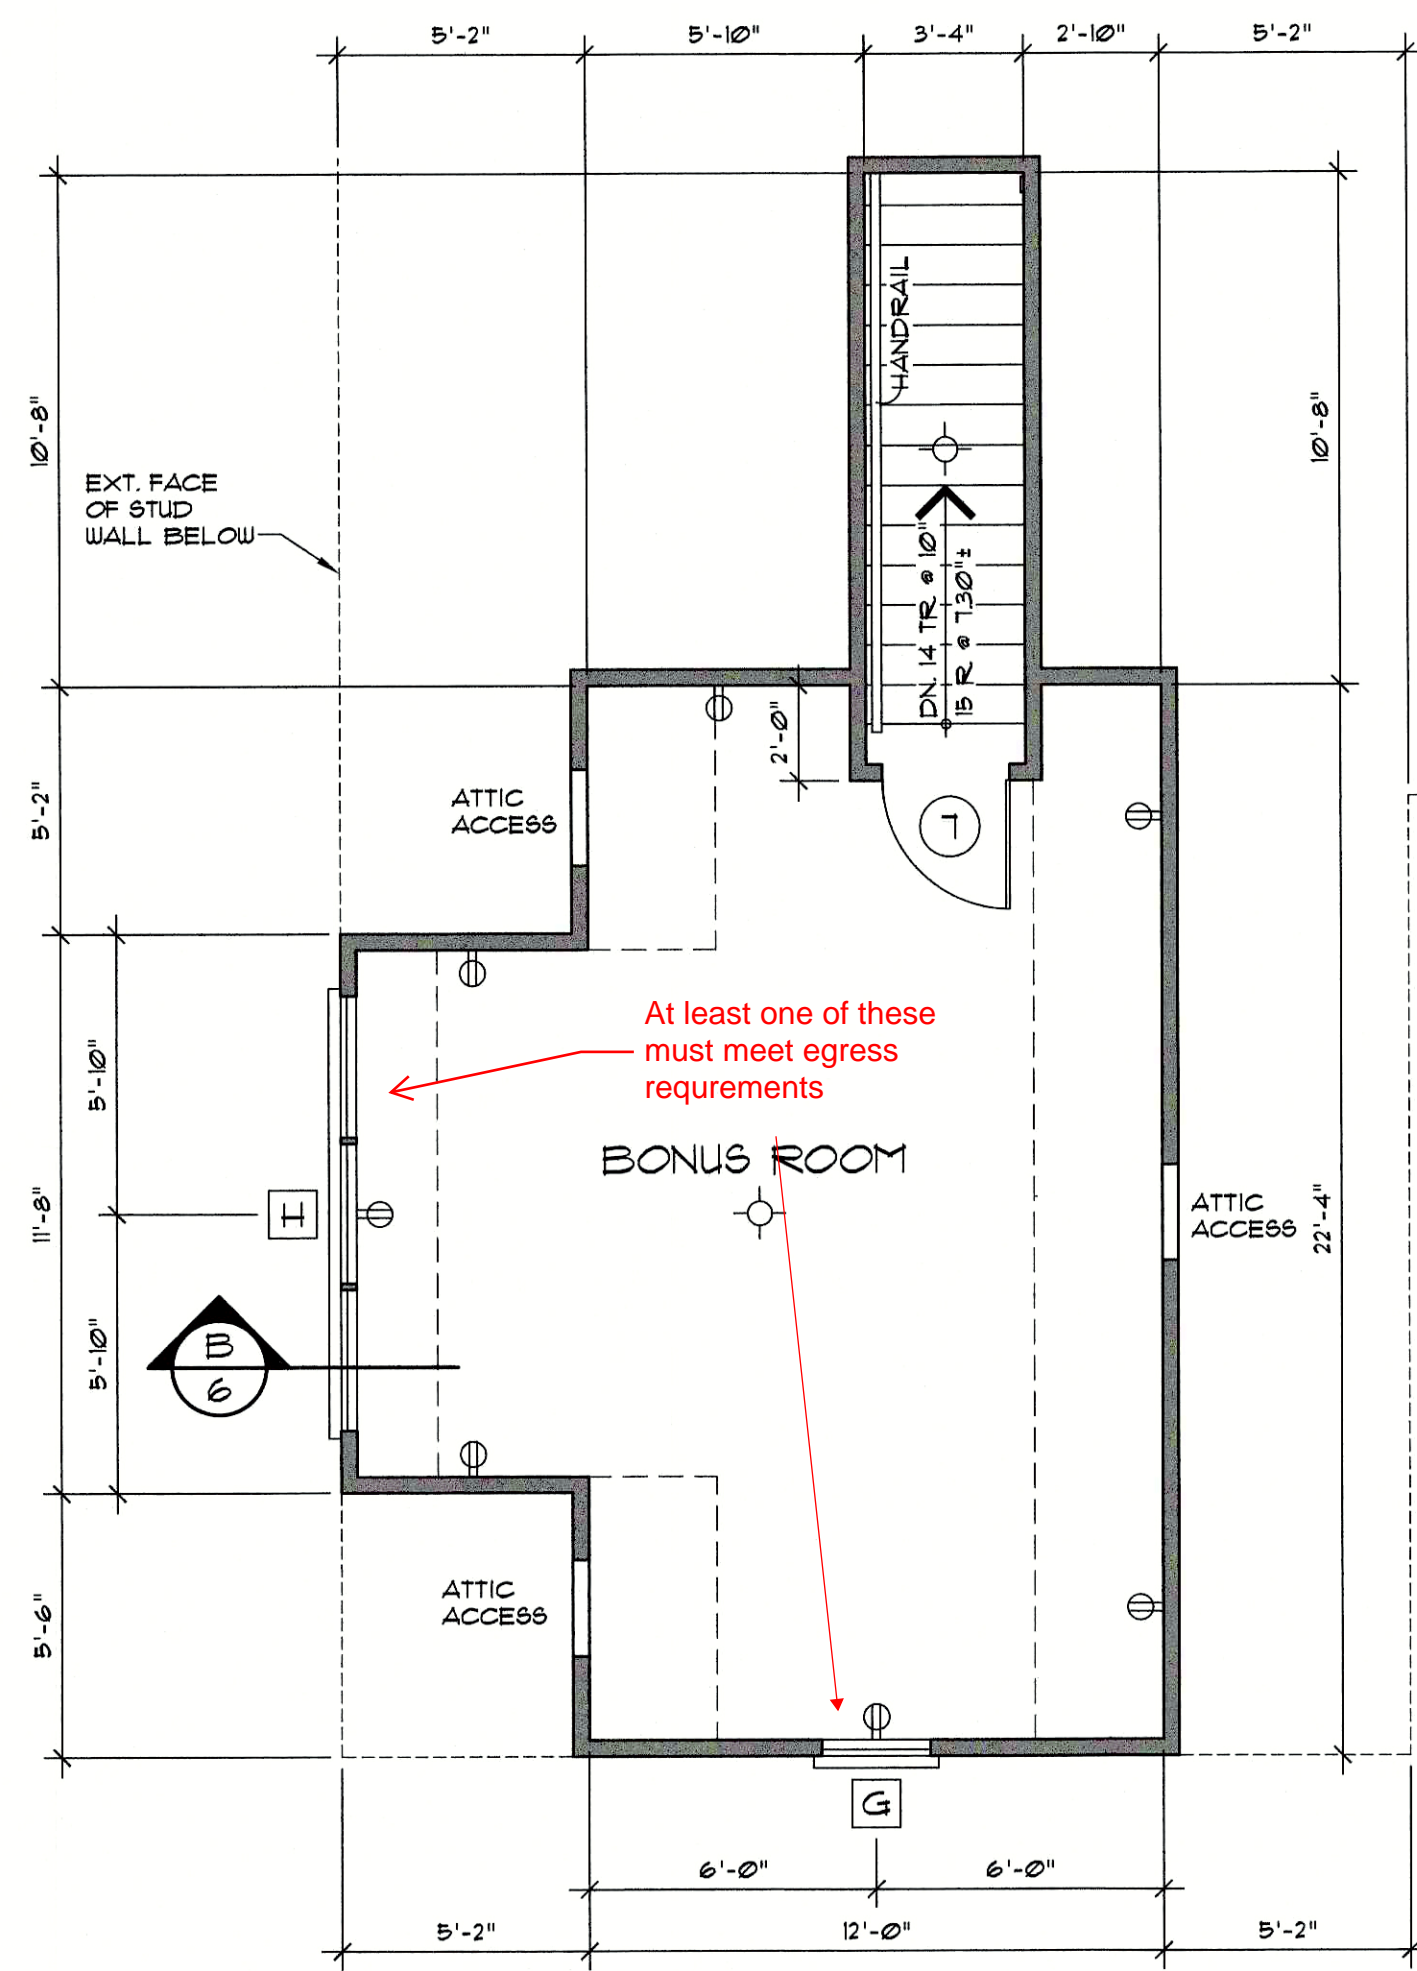 5'-2" 5'-10" 3'-4" 2'-10" 5'-2"
10'-8"
10'-8"
HANDRAIL
EXT. FACE
OF STUD
WALL BELOW
DN. 14 TR @ 10"
15 R @ 7.30"±
2'-0"
5'-2"
ATTIC
ACCESS
7
At least one of these
must meet egress
requrements
5'-10"
BONUS ROOM
11'-8"
H
ATTIC
ACCESS
22'-4"
B
6
5'-10"
ATTIC
ACCESS
5'-6"
G
6'-0" 6'-0"
5'-2" 12'-0" 5'-2"